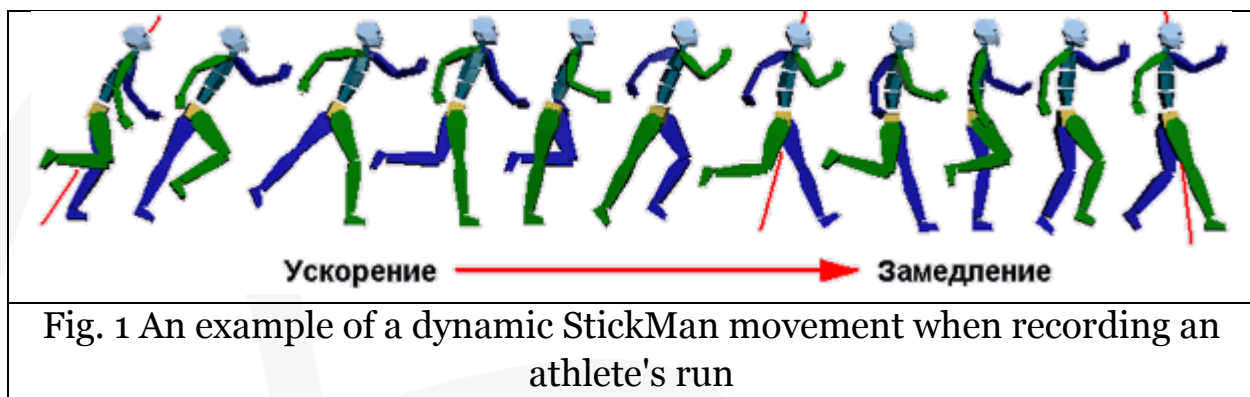 Ускорение Замедление
Fig. 1 An example of a dynamic StickMan movement when recording an
athlete's run